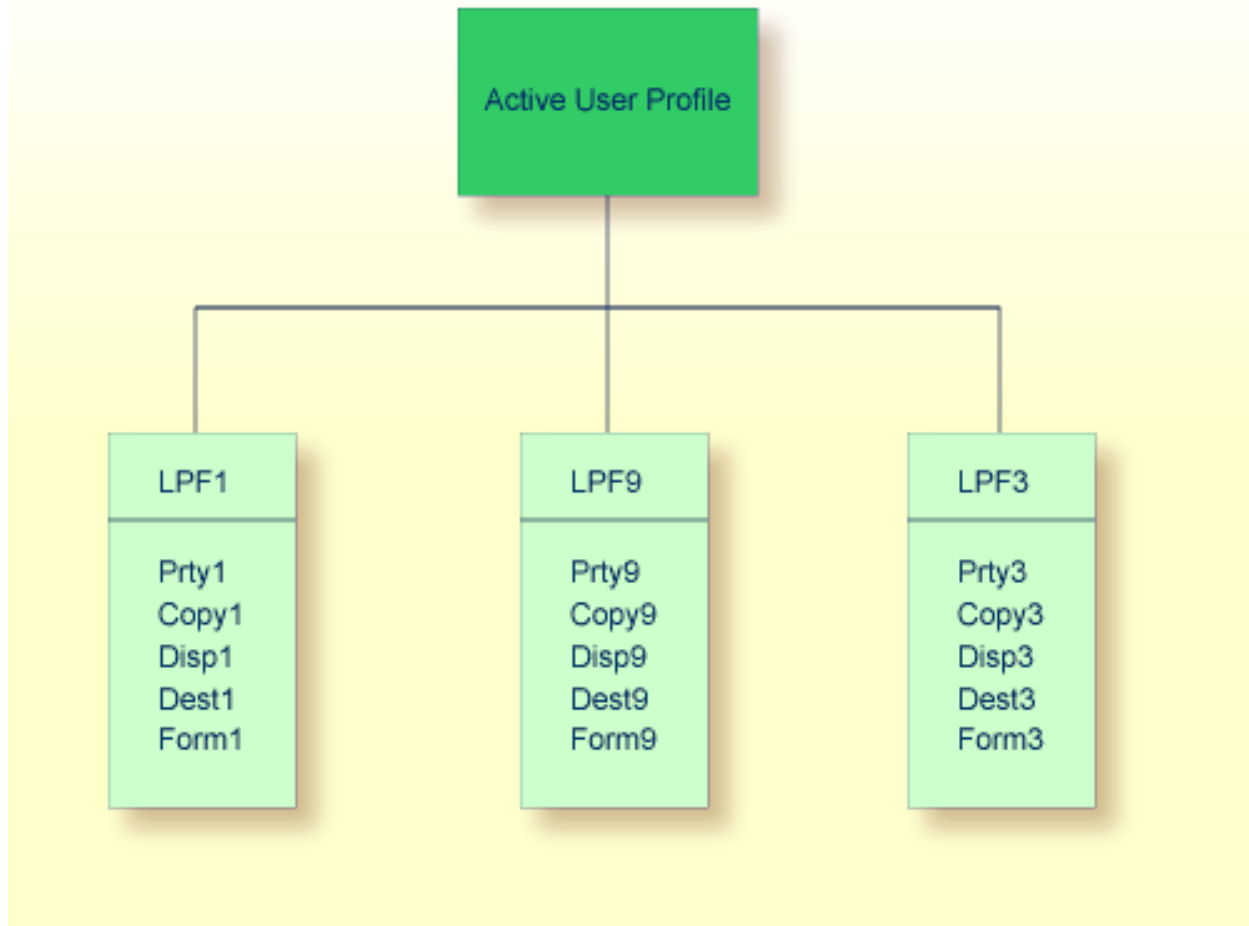 Active User Profile
LPF1
Prty1
Copy1
Disp1
Dest1
Form1
LPF9
Prty9
Copy9
Disp9
Dest9
Form9
LPF3
Prty3
Copy3
Disp3
Dest3
Form3